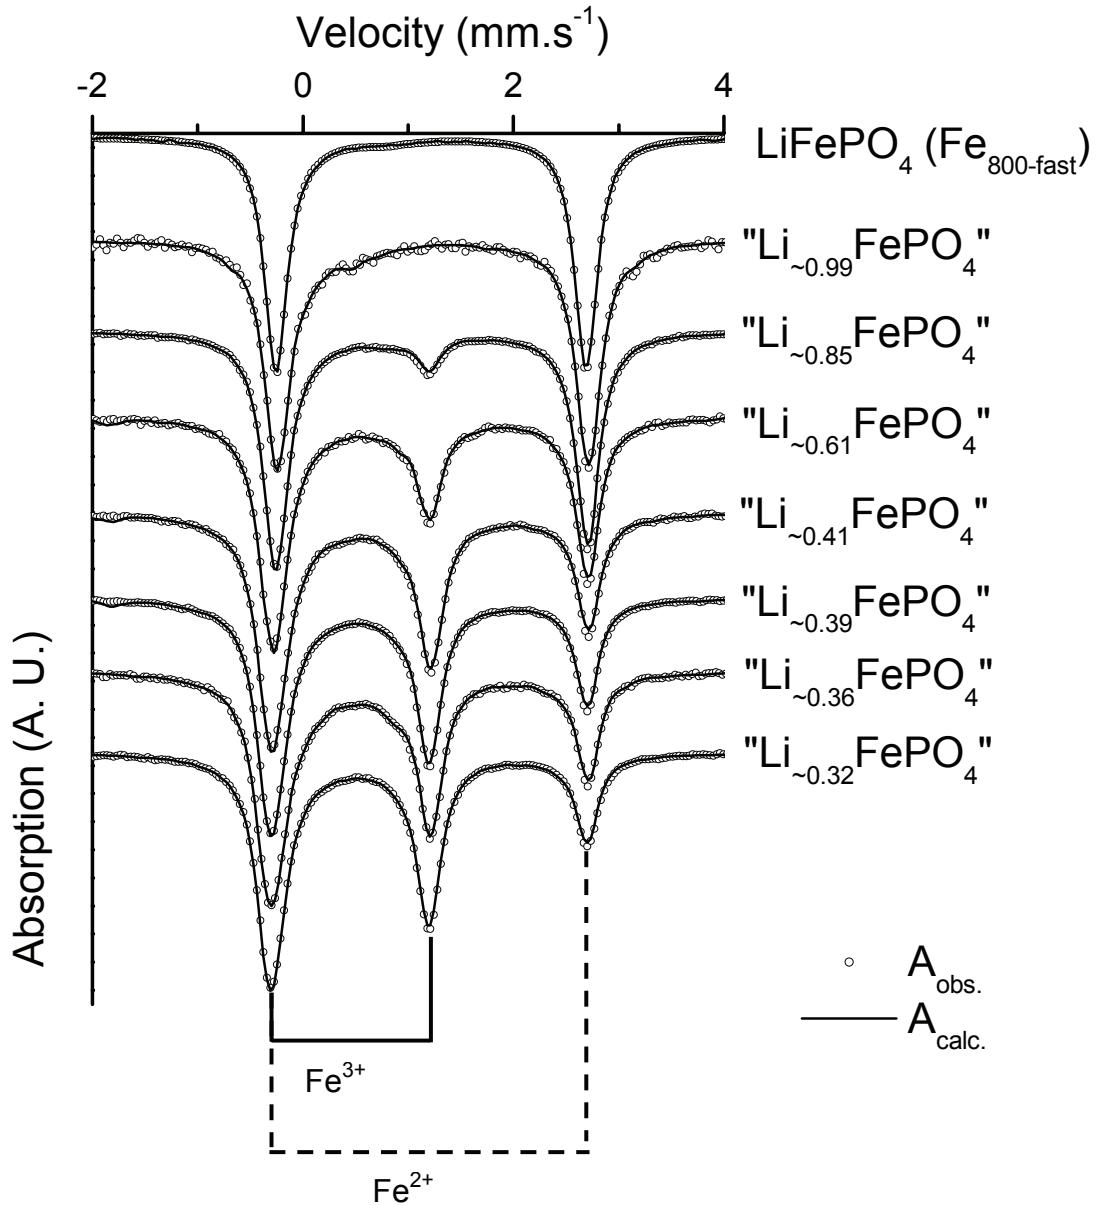 Velocity (mm.s⁻¹)
-2 0 2 4
LiFePO₄ (Fe₈₀₀₋fast)
"Li~0.99FePO₄"
"Li~0.85FePO₄"
"Li~0.61FePO₄"
"Li~0.41FePO₄"
"Li~0.39FePO₄"
"Li~0.36FePO₄"
"Li~0.32FePO₄"
Absorption (A. U.)
Aobs.
Acalc.
Fe³⁺
Fe²⁺